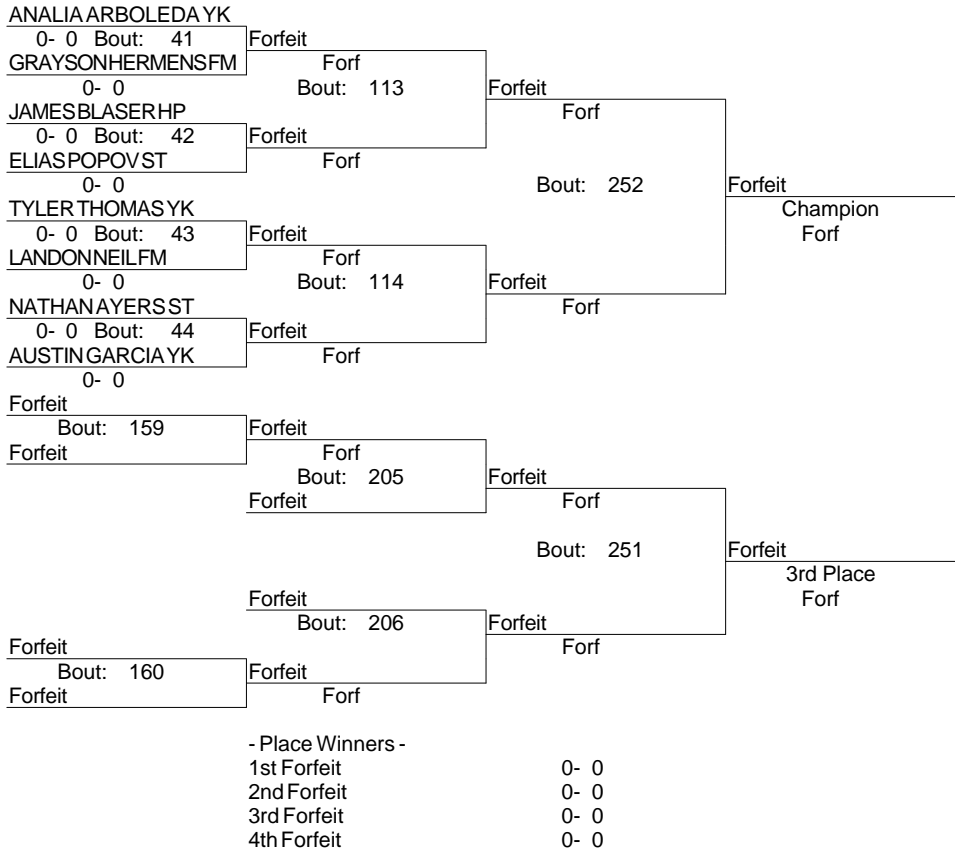 ANALIA ARBOLEDA YK
0- 0 Bout: 41 Forfeit
GRAYSON HERMENS FM Forf
0- 0 Bout: 113 Forfeit
JAMES BLASER HP Forf
0- 0 Bout: 42 Forfeit
ELIAS POPOV ST Forf
0- 0 Bout: 252 Forfeit
TYLER THOMAS YK Champion
0- 0 Bout: 43 Forfeit Forf
LANDON NEIL FM Forf
0- 0 Bout: 114 Forfeit
NATHAN AYERS ST Forf
0- 0 Bout: 44 Forfeit
AUSTIN GARCIA YK Forf
0- 0
Forfeit
Bout: 159 Forfeit
Forfeit Forf
Bout: 205 Forfeit
Forfeit Forf
Bout: 251 Forfeit
3rd Place
Forfeit Forf
Bout: 206 Forfeit
Forfeit Forf
Bout: 160 Forfeit
Forfeit Forf
- Place Winners -
1st Forfeit 0- 0
2nd Forfeit 0- 0
3rd Forfeit 0- 0
4th Forfeit 0- 0